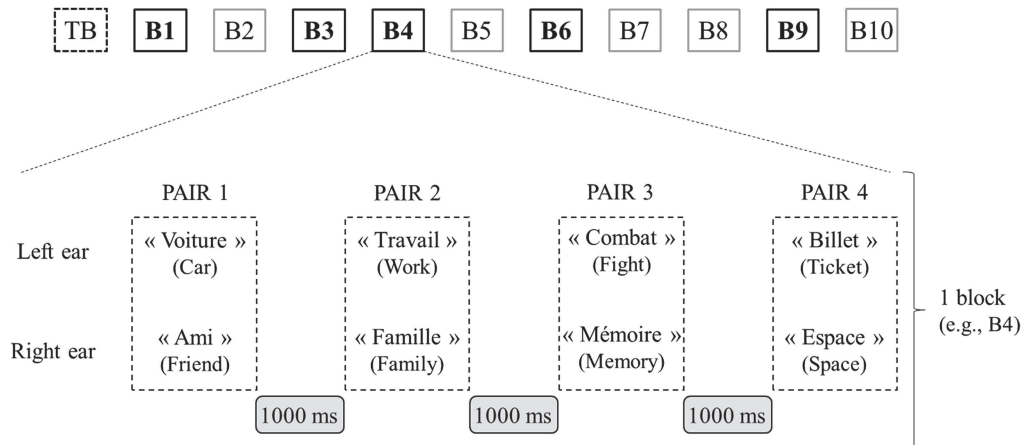 TB B1 B2 B3 B4 B5 B6 B7 B8 B9 B10
PAIR 1 PAIR 2 PAIR 3 PAIR 4
Left ear
« Voiture » « Travail » « Combat » « Billet »
(Car) (Work) (Fight) (Ticket)
1 block
(e.g., B4)
Right ear
« Ami » « Famille » « Mémoire » « Espace »
(Friend) (Family) (Memory) (Space)
1000 ms 1000 ms 1000 ms